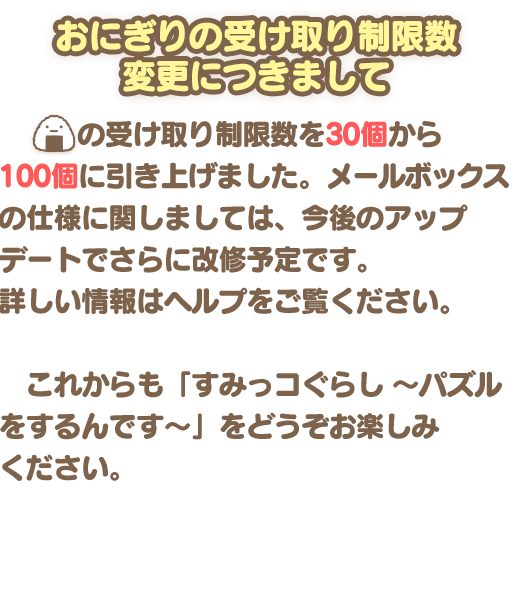 おにぎりの受け取り制限数
変更につきまして
の受け取り制限数を30個から
100個に引き上げました。メールボックス
の仕様に関しましては、今後のアップ
デートでさらに改修予定です。
詳しい情報はヘルプをご覧ください。
これからも「すみっコぐらし ～パズル
をするんです～」をどうぞお楽しみ
ください。